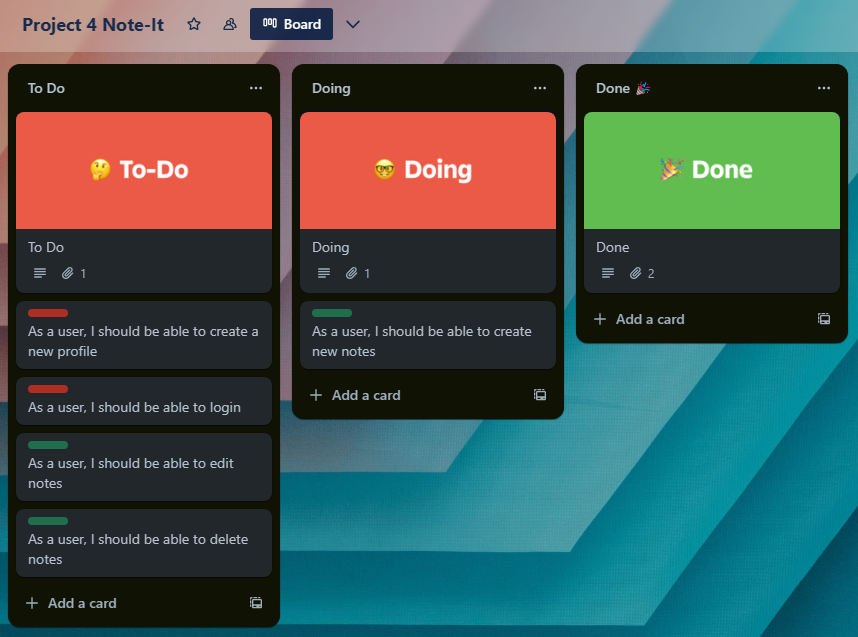 Project 4 Note-It
Board
To Do
🤔 To-Do
To Do
1
As a user, I should be able to create a
new profile
As a user, I should be able to login
As a user, I should be able to edit
notes
As a user, I should be able to delete
notes
+ Add a card
Doing
🤓 Doing
Doing
1
As a user, I should be able to create
new notes
+ Add a card
Done 🎉
🎉 Done
Done
2
+ Add a card